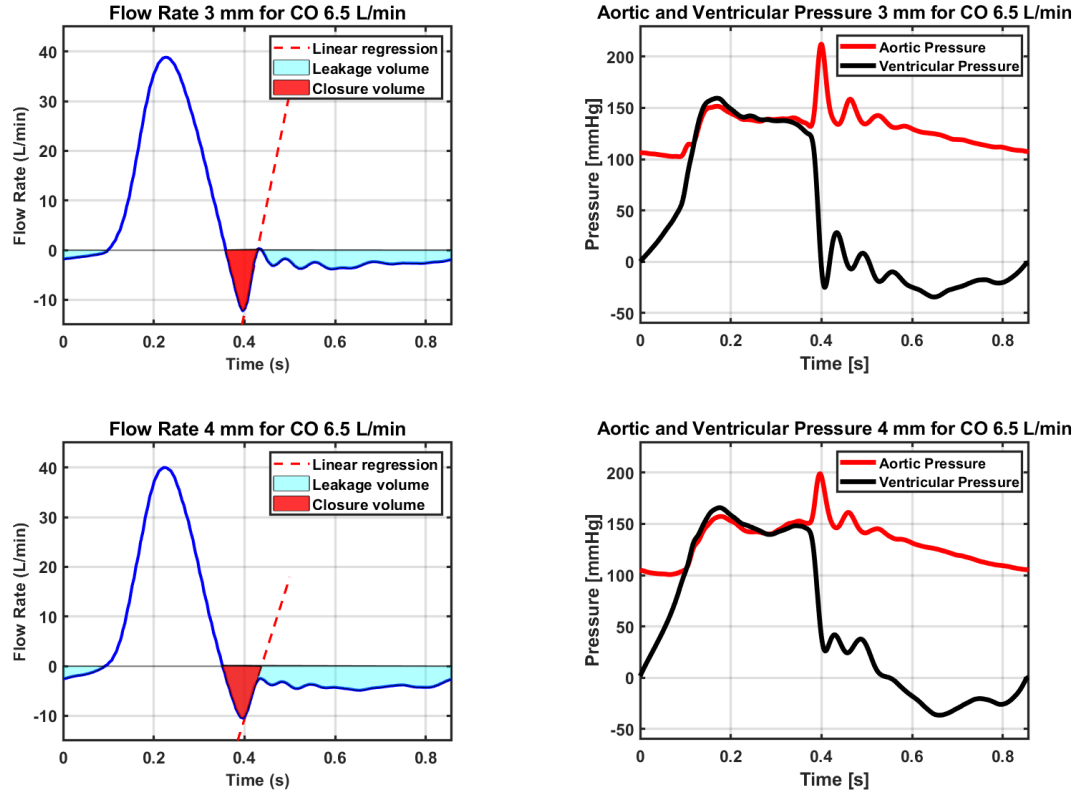 Flow Rate 3 mm for CO 6.5 L/min
Flow Rate (L/min)
40
30
20
10
0
-10
Linear regression
Leakage volume
Closure volume
0
0.2
0.4
0.6
0.8
Time (s)
Aortic and Ventricular Pressure 3 mm for CO 6.5 L/min
Pressure [mmHg]
200
150
100
50
0
-50
Aortic Pressure
Ventricular Pressure
0
0.2
0.4
0.6
0.8
Time [s]
Flow Rate 4 mm for CO 6.5 L/min
Flow Rate (L/min)
40
30
20
10
0
-10
Linear regression
Leakage volume
Closure volume
0
0.2
0.4
0.6
0.8
Time (s)
Aortic and Ventricular Pressure 4 mm for CO 6.5 L/min
Pressure [mmHg]
200
150
100
50
0
-50
Aortic Pressure
Ventricular Pressure
0
0.2
0.4
0.6
0.8
Time [s]